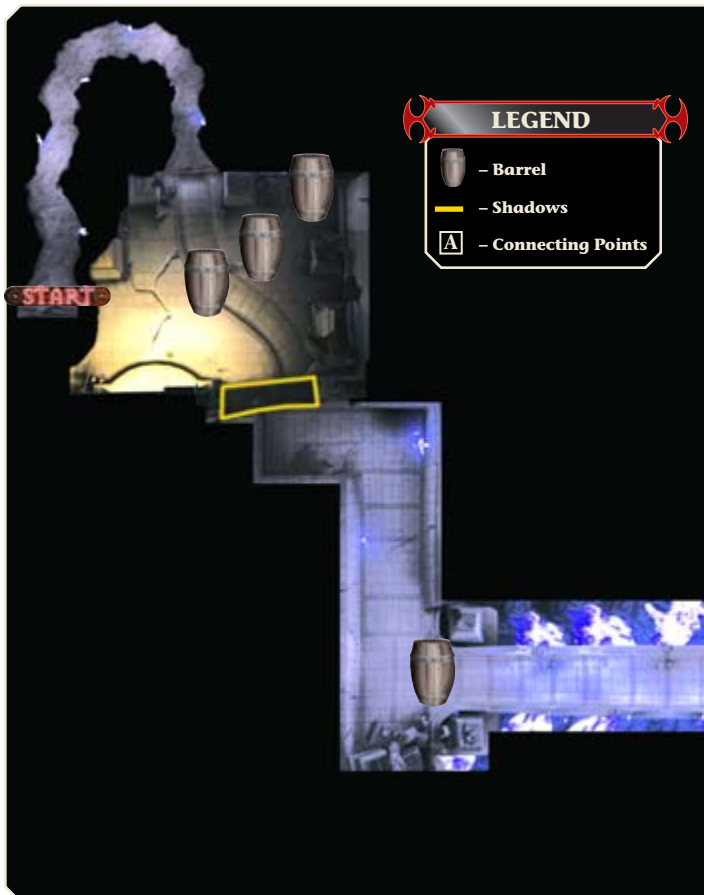 LEGEND
– Barrel
– Shadows
A – Connecting Points
START